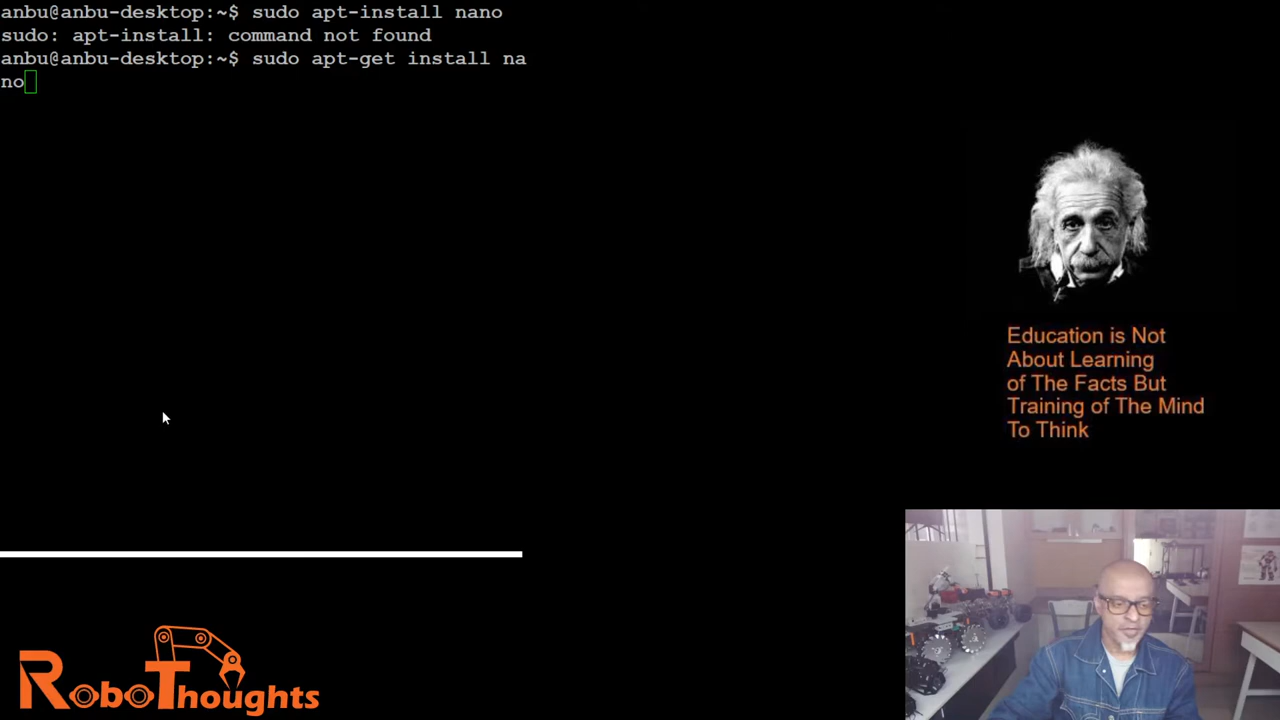 anbu@anbu-desktop:~$ sudo apt-install nano
sudo: apt-install: command not found
anbu@anbu-desktop:~$ sudo apt-get install na
no
Education is Not
About Learning
of The Facts But
Training of The Mind
To Think
RoboThoughts